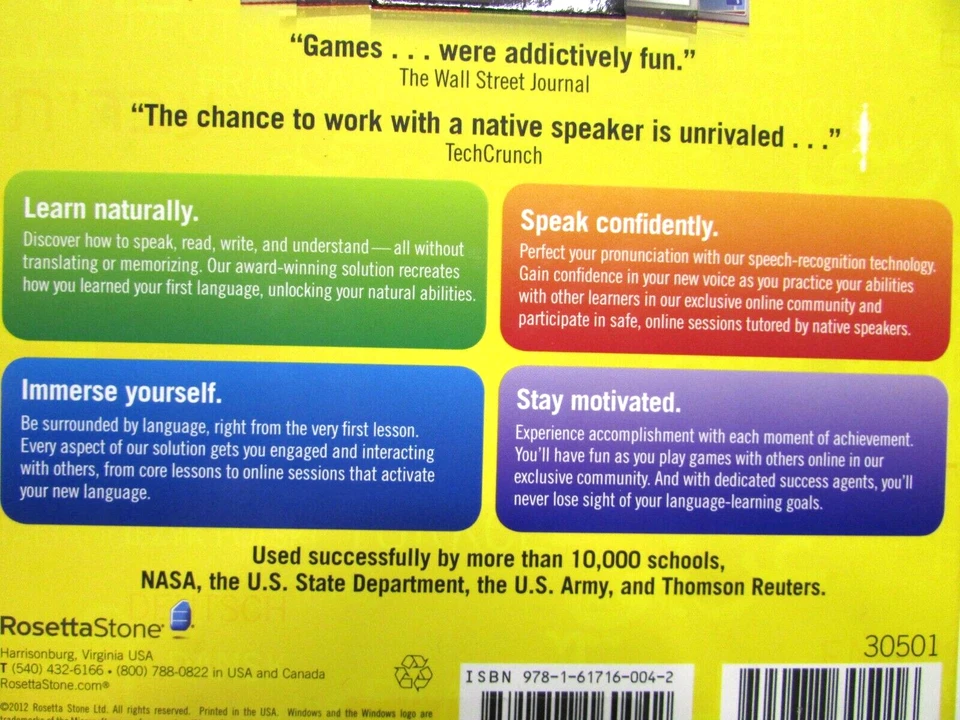 “Games . . . were addictively fun.”
The Wall Street Journal
“The chance to work with a native speaker is unrivaled . . .”
TechCrunch
Learn naturally.
Discover how to speak, read, write, and understand — all without
translating or memorizing. Our award-winning solution recreates
how you learned your first language, unlocking your natural abilities.
Speak confidently.
Perfect your pronunciation with our speech-recognition technology.
Gain confidence in your new voice as you practice your abilities
with other learners in our exclusive online community and
participate in safe, online sessions tutored by native speakers.
Immerse yourself.
Be surrounded by language, right from the very first lesson.
Every aspect of our solution gets you engaged and interacting
with others, from core lessons to online sessions that activate
your new language.
Stay motivated.
Experience accomplishment with each moment of achievement.
You’ll have fun as you play games with others online in our
exclusive community. And with dedicated success agents, you’ll
never lose sight of your language-learning goals.
Used successfully by more than 10,000 schools,
NASA, the U.S. State Department, the U.S. Army, and Thomson Reuters.
RosettaStone®
Harrisonburg, Virginia USA
T (540) 432-6166 • (800) 788-0822 in USA and Canada
RosettaStone.com®
©2012 Rosetta Stone Ltd. All rights reserved. Printed in the USA. Windows and the Windows logo are
trademarks of the Microsoft
ISBN 978-1-61716-004-2
30501